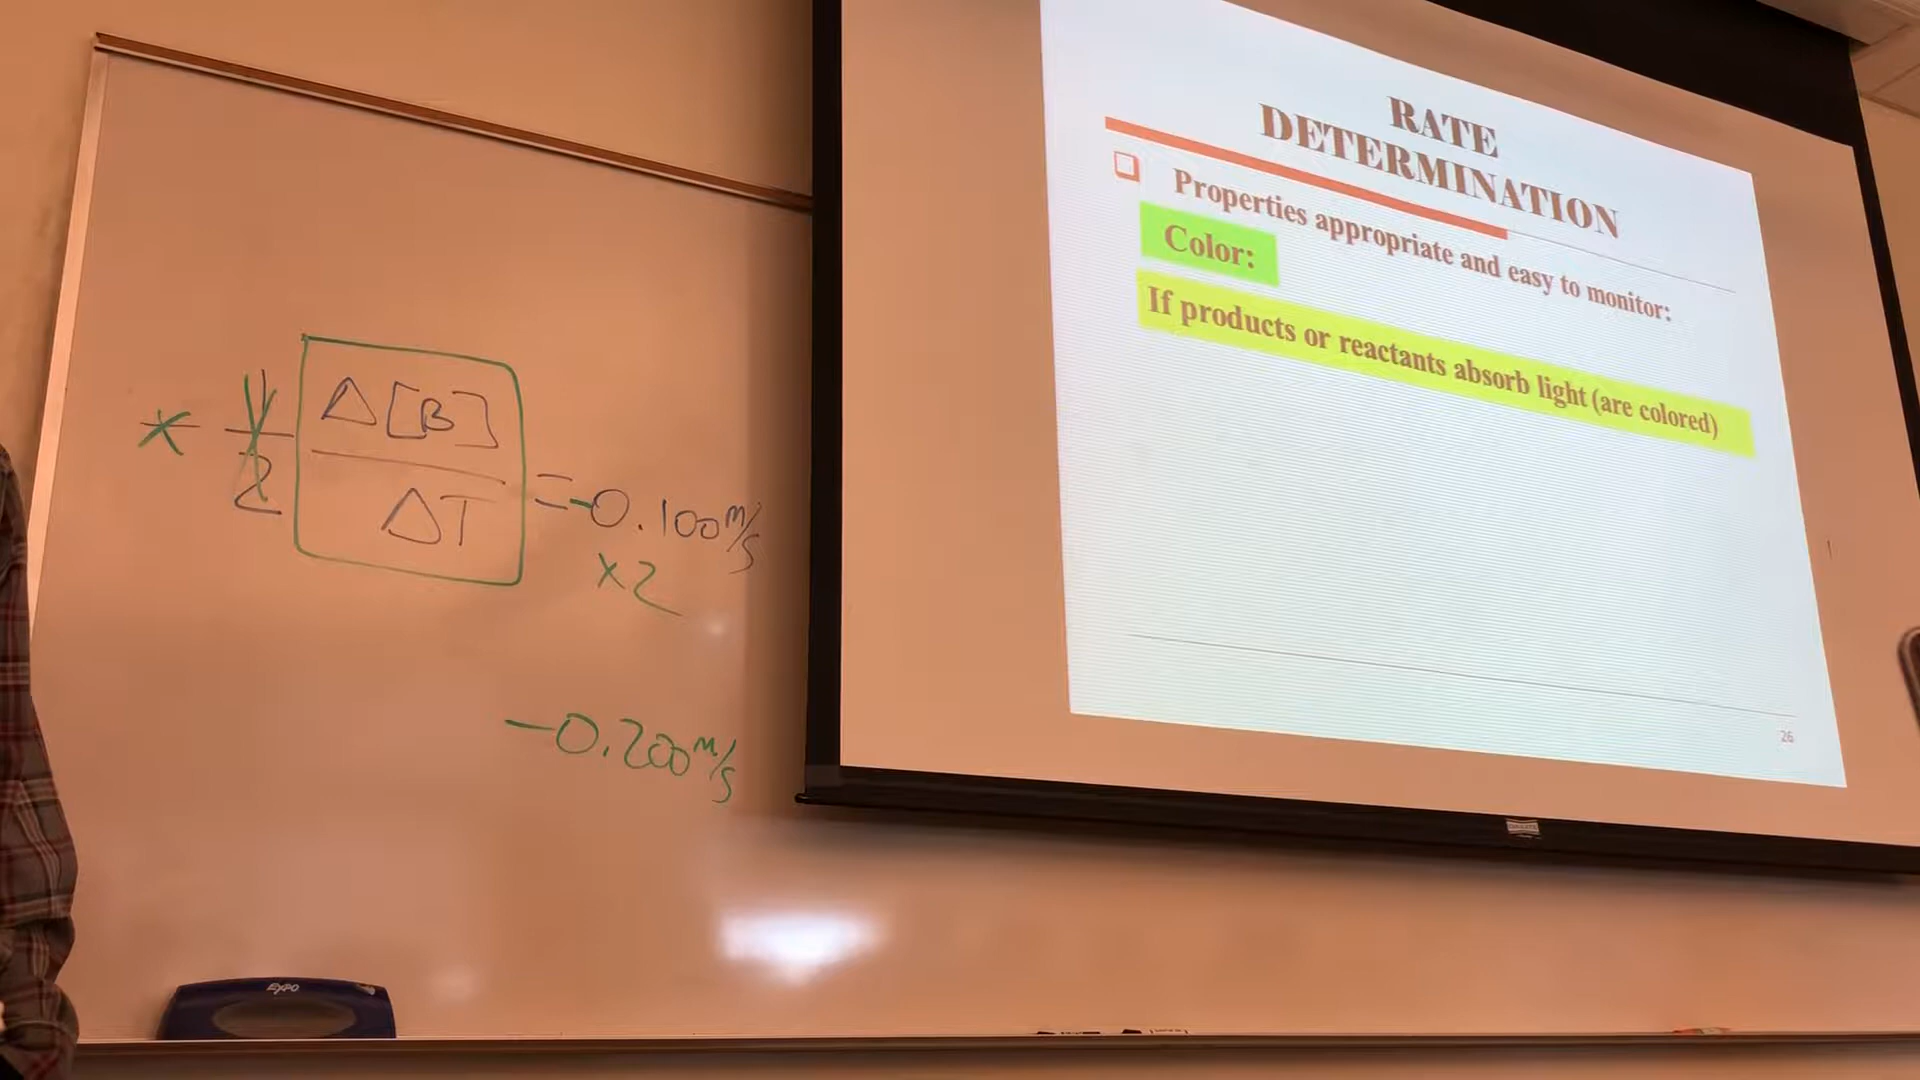 - 1/2 Δ[B]/ΔT = -0.100 M/s
x2
-0.200 M/s
EXPO
RATE
DETERMINATION
Properties appropriate and easy to monitor:
Color:
If products or reactants absorb light (are colored)
26